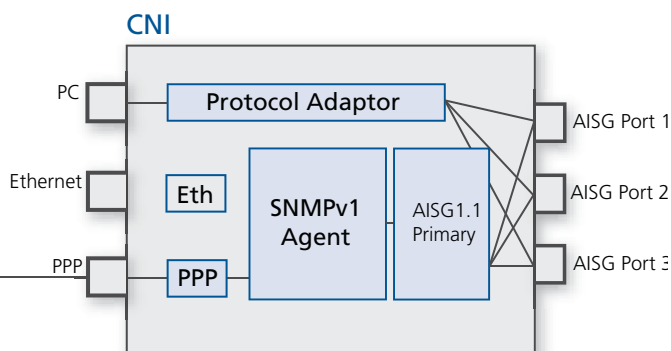 CNI
PC
Protocol Adaptor
AISG Port 1
Ethernet
Eth
SNMPv1
Agent
AISG1.1
Primary
AISG Port 2
PPP
PPP
AISG Port 3